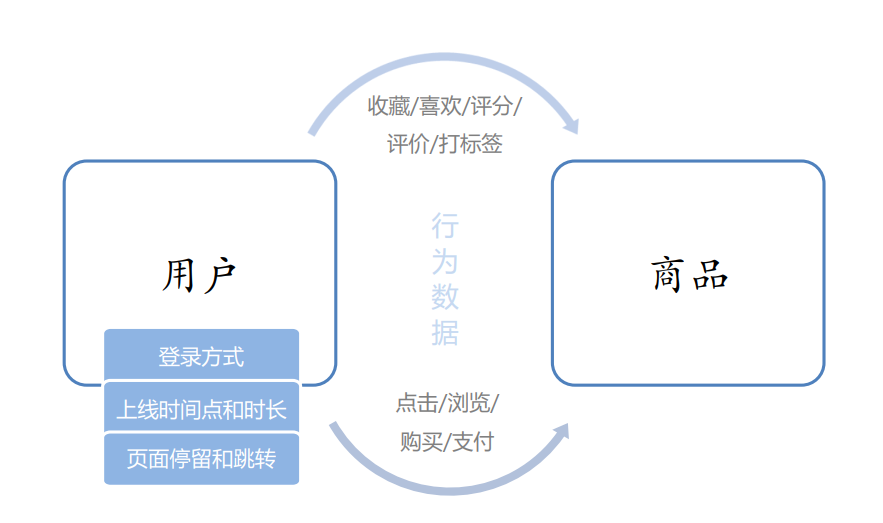 收藏/喜欢/评分/
评价/打标签
行
为
数
据
用户
商品
登录方式
上线时间点和时长
页面停留和跳转
点击/浏览/
购买/支付